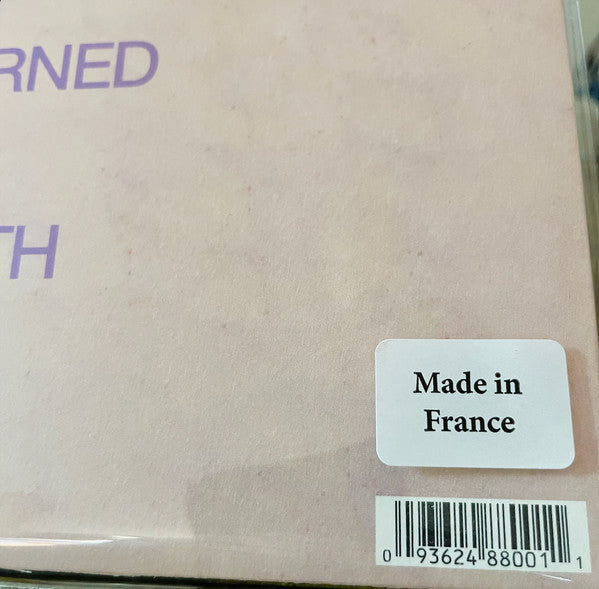 RNED
TH
Made in
France
0 93624 88001 1